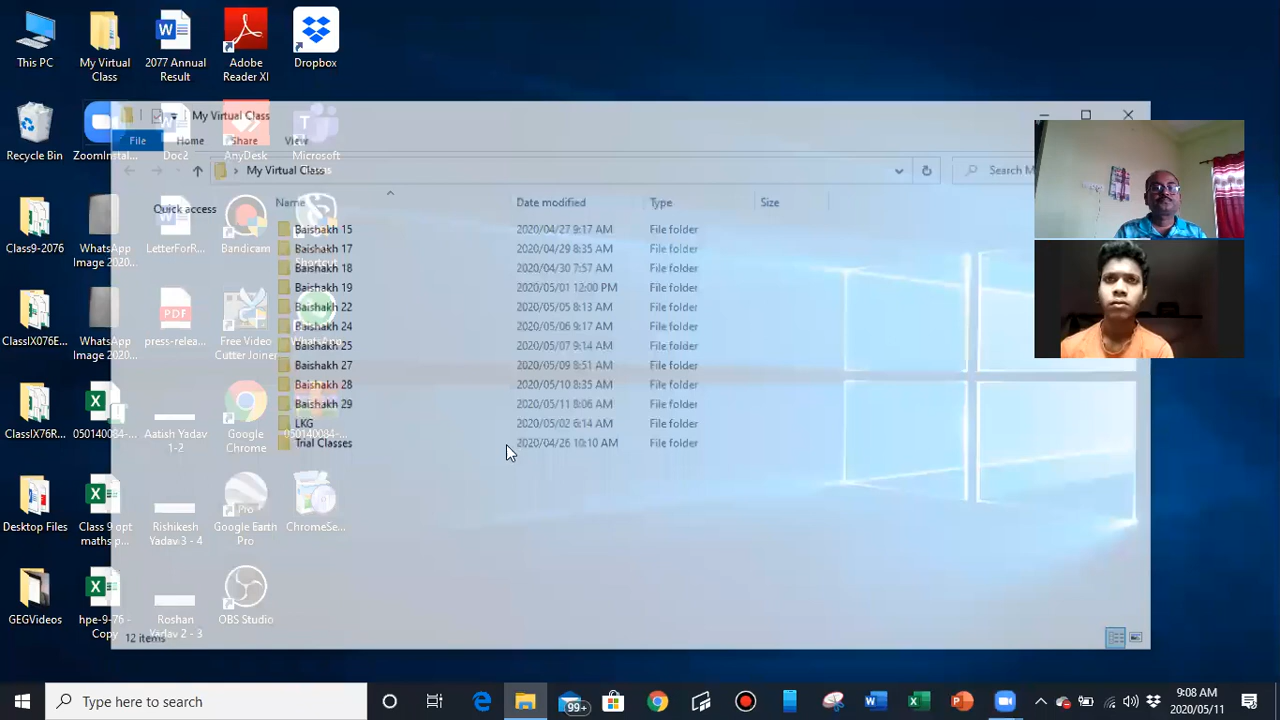 This PC
My Virtual Class
2077 Annual Result
Adobe Reader XI
Dropbox
My Virtual Class
File
Home
Share
View
My Virtual Class
Search M
Recycle Bin
ZoomInstal...
Doc2
AnyDesk
Microsoft
Quick access
Name
Date modified
Type
Size
Baishakh 15 2020/04/27 9:17 AM File folder
Baishakh 17 2020/04/29 8:35 AM File folder
Baishakh 18 2020/04/30 7:57 AM File folder
Baishakh 19 2020/05/01 12:00 PM File folder
Baishakh 22 2020/05/05 8:13 AM File folder
Baishakh 24 2020/05/06 9:17 AM File folder
Baishakh 25 2020/05/07 9:14 AM File folder
Baishakh 27 2020/05/09 8:51 AM File folder
Baishakh 28 2020/05/10 8:35 AM File folder
Baishakh 29 2020/05/11 8:06 AM File folder
LKG 2020/05/02 6:14 AM File folder
Trial Classes 2020/04/26 10:10 AM File folder
Class9-2076
WhatsApp Image 2020...
LetterForR...
Bandicam
Shortcut
ClassIX076E...
WhatsApp Image 2020...
PDF
press-relea...
Free Video Cutter Joiner
WhatsApp
ClassIX76R...
050140084-...
Aatish Yadav 1-2
Google Chrome
050140084-...
Desktop Files
Class 9 opt maths p...
Rishikesh Yadav 3 - 4
Pro
Google Earth Pro
ChromeSe...
GEGVideos
hpe-9-76 - Copy
Roshan Yadav 2 - 3
OBS Studio
12 items
Type here to search
99+
9:08 AM
2020/05/11